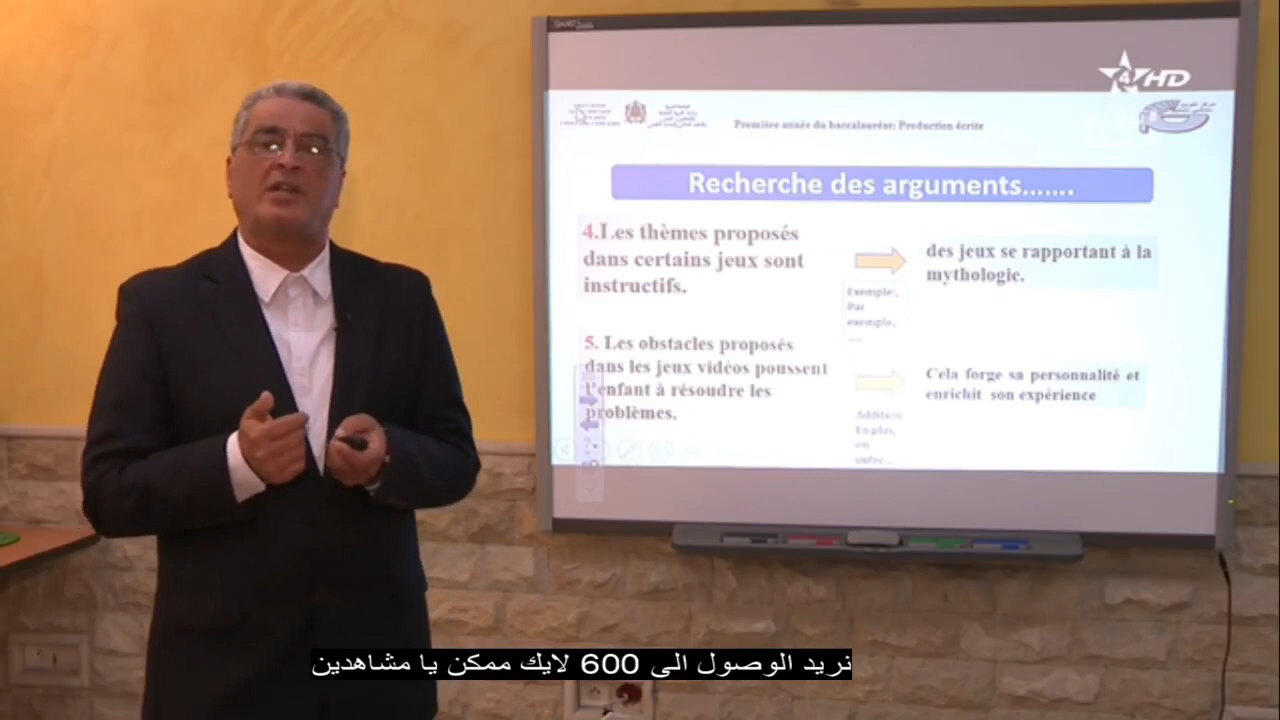 SMART
4 HD
Première année du baccalauréat: Production écrite
Recherche des arguments.......
4.Les thèmes proposés
dans certains jeux sont
instructifs.
des jeux se rapportant à la
mythologie.
Exemple:,
Par
exemple,
....
5. Les obstacles proposés
dans les jeux vidéos poussent
l'enfant à résoudre les
problèmes.
Cela forge sa personnalité et
enrichit son expérience
En plus,
en
outre...
نريد الوصول الى 600 لايك ممكن يا مشاهدين